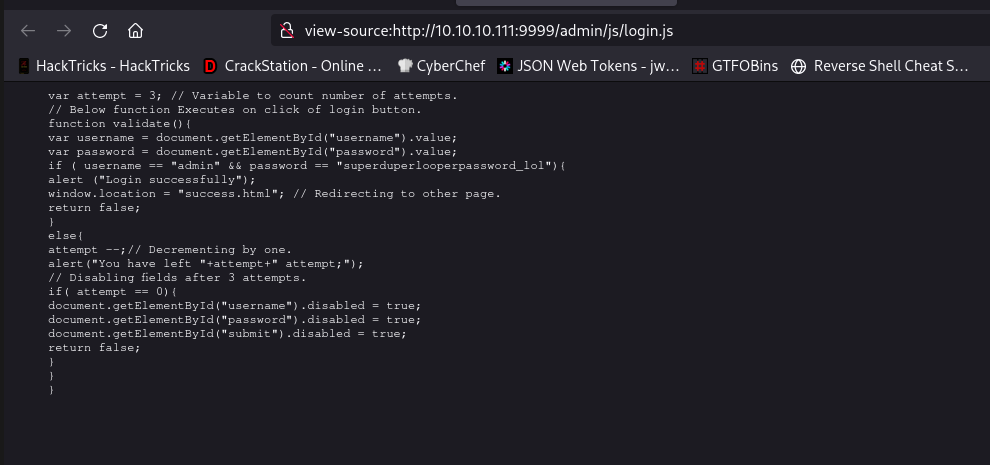 view-source:http://10.10.10.111:9999/admin/js/login.js
HackTricks - HackTricks
CrackStation - Online ...
CyberChef
JSON Web Tokens - jw...
GTFOBins
Reverse Shell Cheat S...
var attempt = 3; // Variable to count number of attempts.
// Below function Executes on click of login button.
function validate(){
var username = document.getElementById("username").value;
var password = document.getElementById("password").value;
if ( username == "admin" && password == "superduperlooperpassword_lol"){
alert ("Login successfully");
window.location = "success.html"; // Redirecting to other page.
return false;
}
else{
attempt --;// Decrementing by one.
alert("You have left "+attempt+" attempt;");
// Disabling fields after 3 attempts.
if( attempt == 0){
document.getElementById("username").disabled = true;
document.getElementById("password").disabled = true;
document.getElementById("submit").disabled = true;
return false;
}
}
}